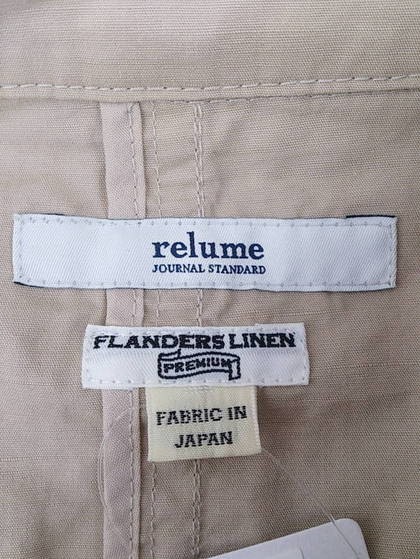 relume
JOURNAL STANDARD
FLANDERS LINEN
PREMIUM
FABRIC IN
JAPAN